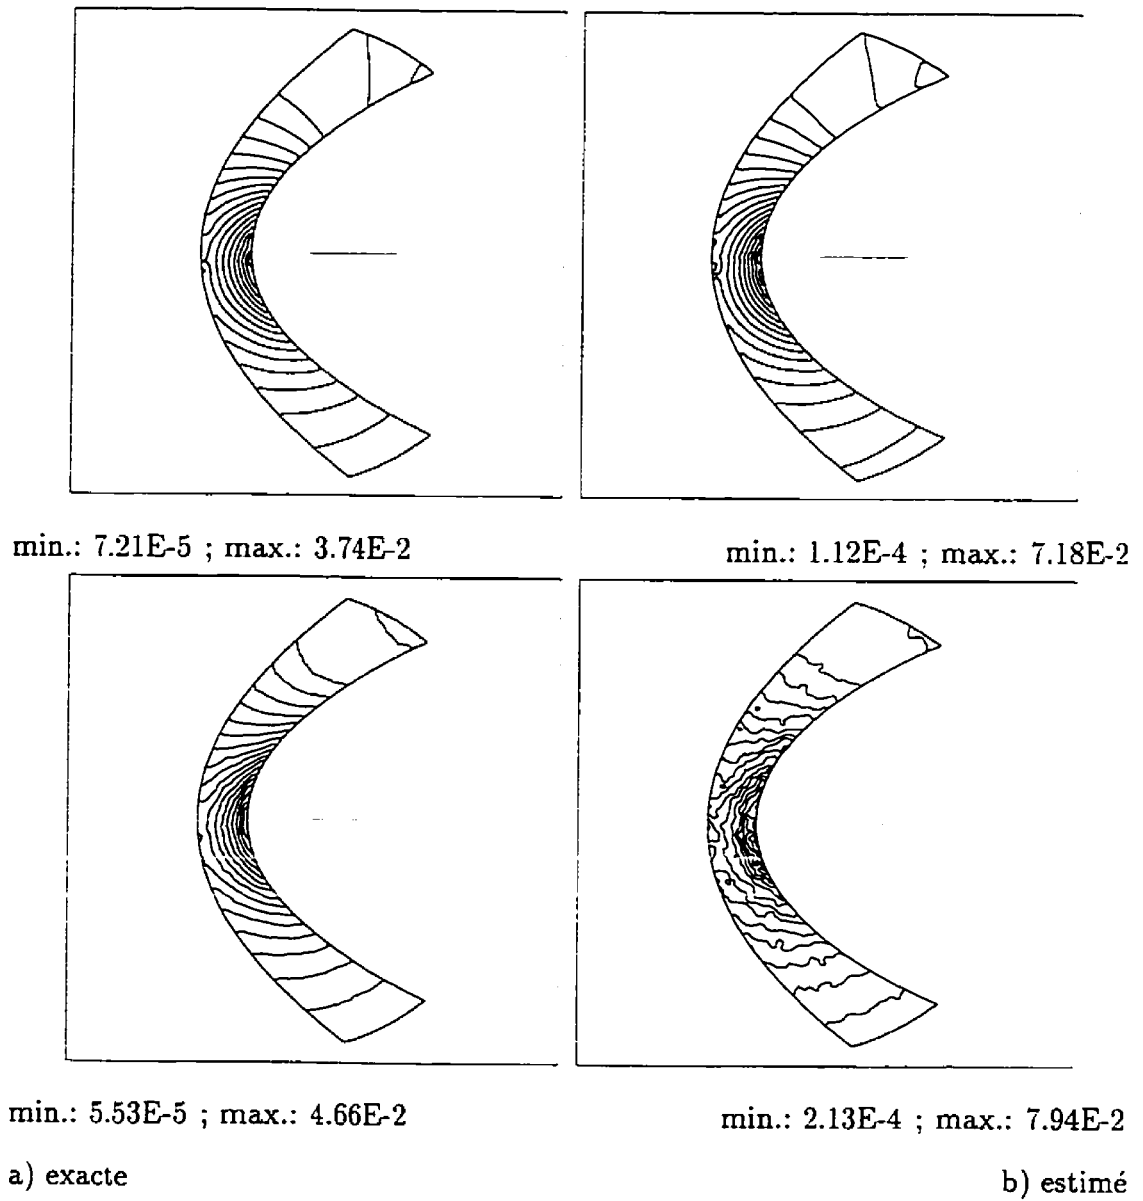 min.: 7.21E-5 ; max.: 3.74E-2
min.: 1.12E-4 ; max.: 7.18E-2
min.: 5.53E-5 ; max.: 4.66E-2
min.: 2.13E-4 ; max.: 7.94E-2
a) exacte
b) estimé